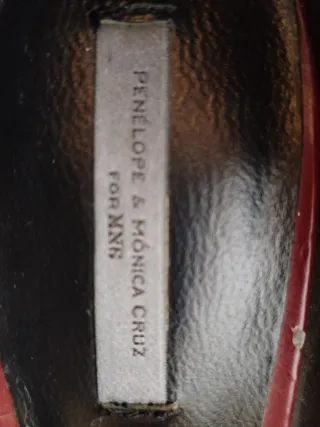 PENÉLOPE & MÓNICA CRUZ
FOR MNG